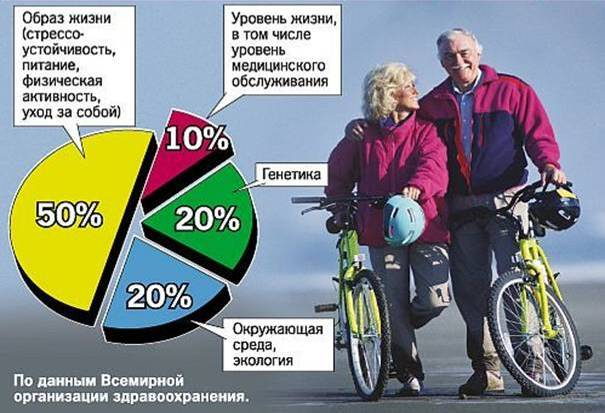 Образ жизни
(стрессо-
устойчивость,
питание,
физическая
активность,
уход за собой)
Уровень жизни,
в том числе
уровень
медицинского
обслуживания
10%
Генетика
50%
20%
20%
Окружающая
среда,
экология
По данным Всемирной
организации здравоохранения.